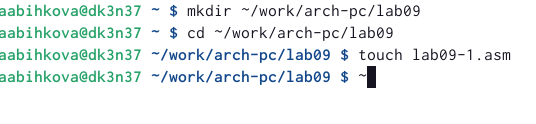 aabihkova@dk3n37 ~ $ mkdir ~/work/arch-pc/lab09
aabihkova@dk3n37 ~ $ cd ~/work/arch-pc/lab09
aabihkova@dk3n37 ~/work/arch-pc/lab09 $ touch lab09-1.asm
aabihkova@dk3n37 ~/work/arch-pc/lab09 $ ~